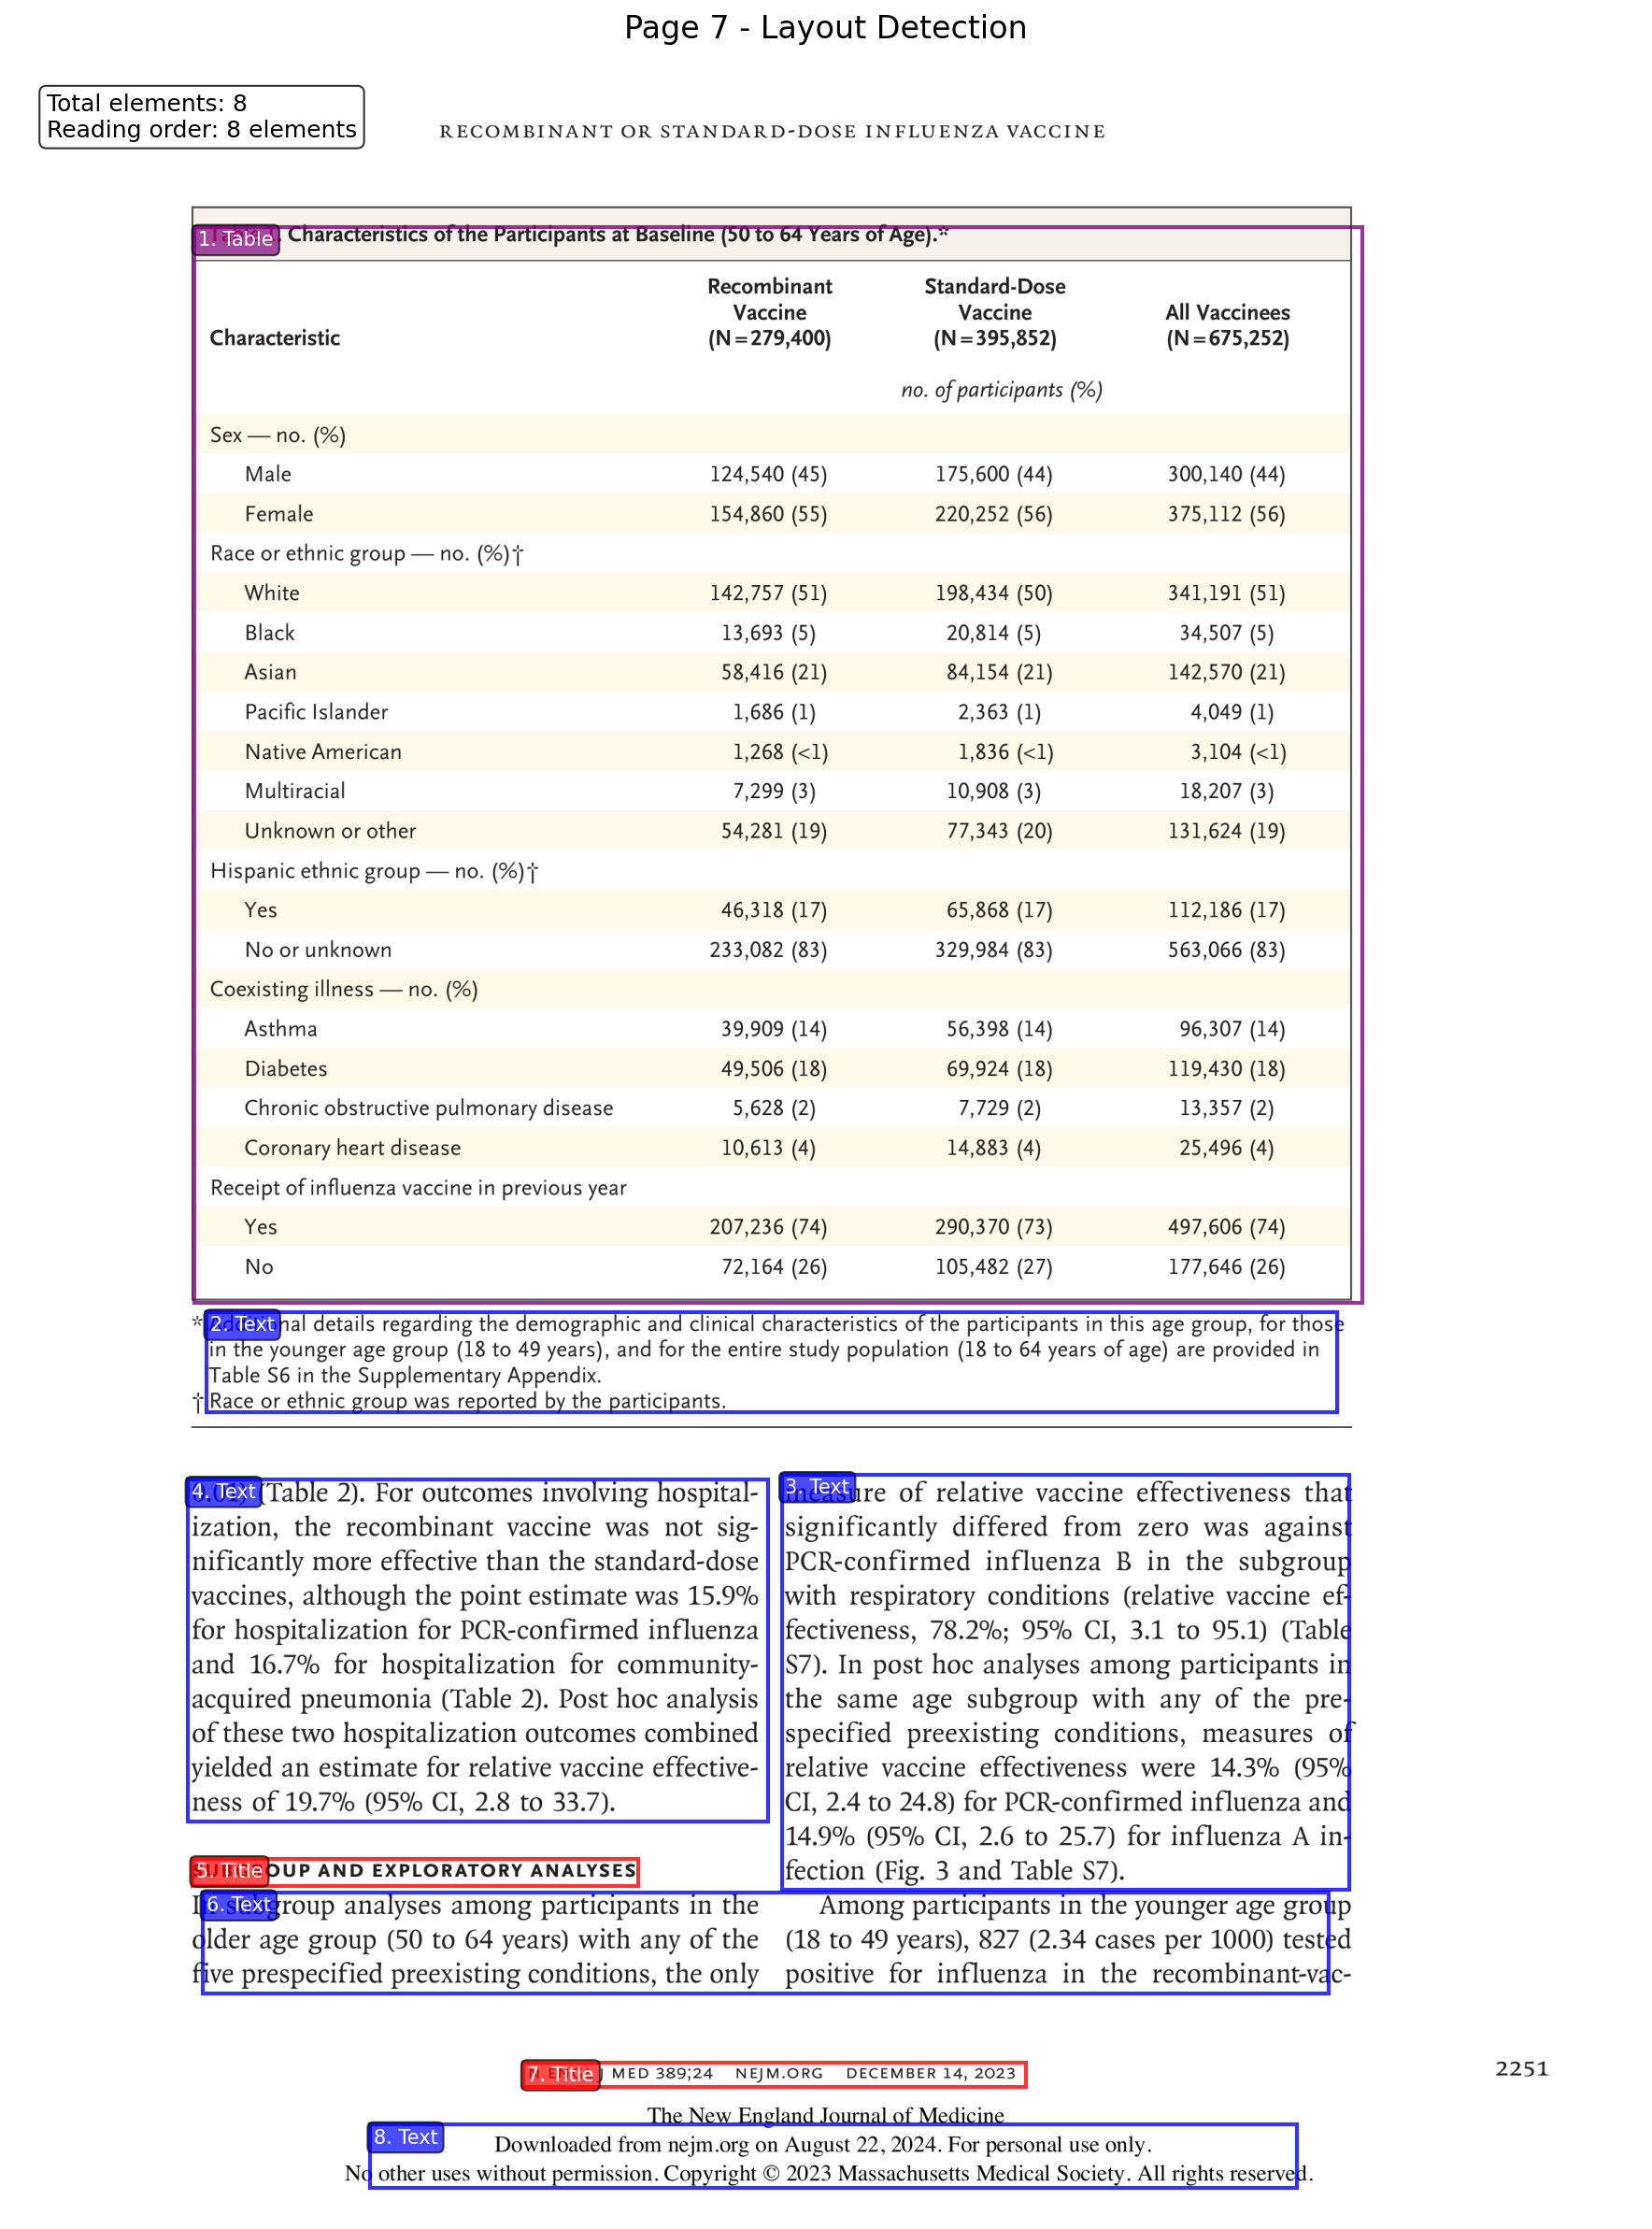 Page 7 - Layout Detection
Total elements: 8
Reading order: 8 elements
RECOMBINANT OR STANDARD-DOSE INFLUENZA VACCINE
1. Table
Characteristics of the Participants at Baseline (50 to 64 Years of Age).*
Characteristic Recombinant Vaccine (N=279,400) Standard-Dose Vaccine (N=395,852) All Vaccinees (N=675,252)
no. of participants (%)
Sex — no. (%)
Male 124,540 (45) 175,600 (44) 300,140 (44)
Female 154,860 (55) 220,252 (56) 375,112 (56)
Race or ethnic group — no. (%)†
White 142,757 (51) 198,434 (50) 341,191 (51)
Black 13,693 (5) 20,814 (5) 34,507 (5)
Asian 58,416 (21) 84,154 (21) 142,570 (21)
Pacific Islander 1,686 (1) 2,363 (1) 4,049 (1)
Native American 1,268 (<1) 1,836 (<1) 3,104 (<1)
Multiracial 7,299 (3) 10,908 (3) 18,207 (3)
Unknown or other 54,281 (19) 77,343 (20) 131,624 (19)
Hispanic ethnic group — no. (%)†
Yes 46,318 (17) 65,868 (17) 112,186 (17)
No or unknown 233,082 (83) 329,984 (83) 563,066 (83)
Coexisting illness — no. (%)
Asthma 39,909 (14) 56,398 (14) 96,307 (14)
Diabetes 49,506 (18) 69,924 (18) 119,430 (18)
Chronic obstructive pulmonary disease 5,628 (2) 7,729 (2) 13,357 (2)
Coronary heart disease 10,613 (4) 14,883 (4) 25,496 (4)
Receipt of influenza vaccine in previous year
Yes 207,236 (74) 290,370 (73) 497,606 (74)
No 72,164 (26) 105,482 (27) 177,646 (26)
2. Text
* Additional details regarding the demographic and clinical characteristics of the participants in this age group, for those
in the younger age group (18 to 49 years), and for the entire study population (18 to 64 years of age) are provided in
Table S6 in the Supplementary Appendix.
† Race or ethnic group was reported by the participants.
4. Text
0.01) (Table 2). For outcomes involving hospital-
ization, the recombinant vaccine was not sig-
nificantly more effective than the standard-dose
vaccines, although the point estimate was 15.9%
for hospitalization for PCR-confirmed influenza
and 16.7% for hospitalization for community-
acquired pneumonia (Table 2). Post hoc analysis
of these two hospitalization outcomes combined
yielded an estimate for relative vaccine effective-
ness of 19.7% (95% CI, 2.8 to 33.7).
5. Title
SUBGROUP AND EXPLORATORY ANALYSES
6. Text
In subgroup analyses among participants in the
older age group (50 to 64 years) with any of the
five prespecified preexisting conditions, the only
3. Text
measure of relative vaccine effectiveness that
significantly differed from zero was against
PCR-confirmed influenza B in the subgroup
with respiratory conditions (relative vaccine ef-
fectiveness, 78.2%; 95% CI, 3.1 to 95.1) (Table
S7). In post hoc analyses among participants in
the same age subgroup with any of the pre-
specified preexisting conditions, measures of
relative vaccine effectiveness were 14.3% (95%
CI, 2.4 to 24.8) for PCR-confirmed influenza and
14.9% (95% CI, 2.6 to 25.7) for influenza A in-
fection (Fig. 3 and Table S7).
Among participants in the younger age group
(18 to 49 years), 827 (2.34 cases per 1000) tested
positive for influenza in the recombinant-vac-
7. Title
J MED 389;24 NEJM.ORG DECEMBER 14, 2023
2251
The New England Journal of Medicine
8. Text
Downloaded from nejm.org on August 22, 2024. For personal use only.
No other uses without permission. Copyright © 2023 Massachusetts Medical Society. All rights reserved.